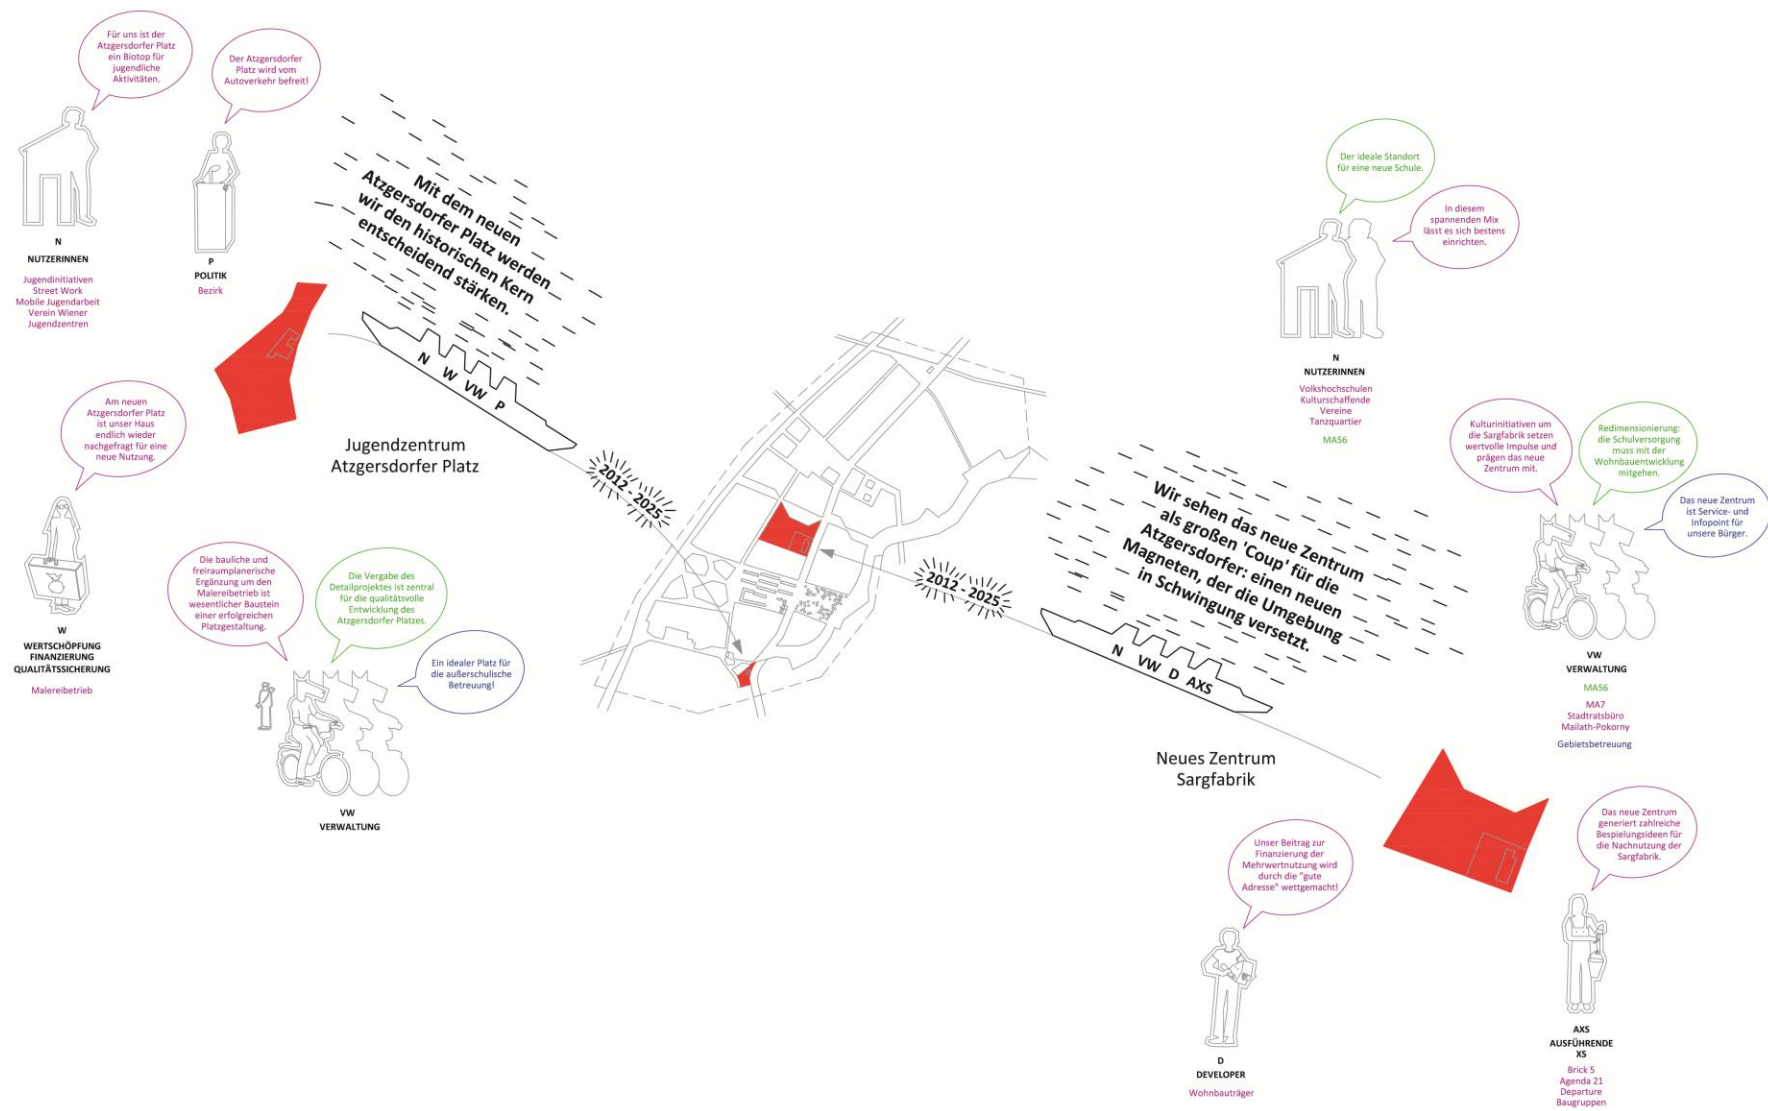 Für uns ist der
Atzgersdorfer Platz
ein Biotop für
jugendliche
Aktivitäten.
Der Atzgersdorfer
Platz wird vom
Autoverkehr befreit!
N
NUTZERINNEN
Jugendinitiativen
Street Work
Mobile Jugendarbeit
Verein Wiener
Jugendzentren
P
POLITIK
Bezirk
Mit dem neuen
Atzgersdorfer Platz werden
wir den historischen Kern
entscheidend stärken.
N W VW P
Jugendzentrum
Atzgersdorfer Platz
2012 - 2025
Am neuen
Atzgersdorfer Platz
ist unser Haus
endlich wieder
nachgefragt für eine
neue Nutzung.
W
WERTSCHÖPFUNG
FINANZIERUNG
QUALITÄTSSICHERUNG
Malereibetrieb
Die bauliche und
freiraumplanerische
Ergänzung um den
Malereibetrieb ist
wesentlicher Baustein
einer erfolgreichen
Platzgestaltung.
Die Vergabe des
Detailprojektes ist zentral
für die qualitätsvolle
Entwicklung des
Atzgersdorfer Platzes.
Ein idealer Platz für
die außerschulische
Betreuung!
VW
VERWALTUNG
Der ideale Standort
für eine neue Schule.
In diesem
spannenden Mix
lässt es sich bestens
einrichten.
N
NUTZERINNEN
Volkshochschulen
Kulturschaffende
Vereine
Tanzquartier
MA56
2012 - 2025
Wir sehen das neue Zentrum
als großen 'Coup' für die
Atzgersdorfer: einen neuen
Magneten, der die Umgebung
in Schwingung versetzt.
N VW D AXS
Neues Zentrum
Sargfabrik
Kulturinitiativen um
die Sargfabrik setzen
wertvolle Impulse und
prägen das neue
Zentrum mit.
Redimensionierung:
die Schulversorgung
muss mit der
Wohnbauentwicklung
mitgehen.
Das neue Zentrum
ist Service- und
Infopoint für
unsere Bürger.
VW
VERWALTUNG
MA56
MA7
Stadtratsbüro
Mailath-Pokorny
Gebietsbetreuung
Unser Beitrag zur
Finanzierung der
Mehrwertnutzung wird
durch die "gute
Adresse" wettgemacht!
D
DEVELOPER
Wohnbauträger
Das neue Zentrum
generiert zahlreiche
Bespielungsideen für
die Nachnutzung der
Sargfabrik.
AXS
AUSFÜHRENDE
XS
Brick 5
Agenda 21
Departure
Baugruppen